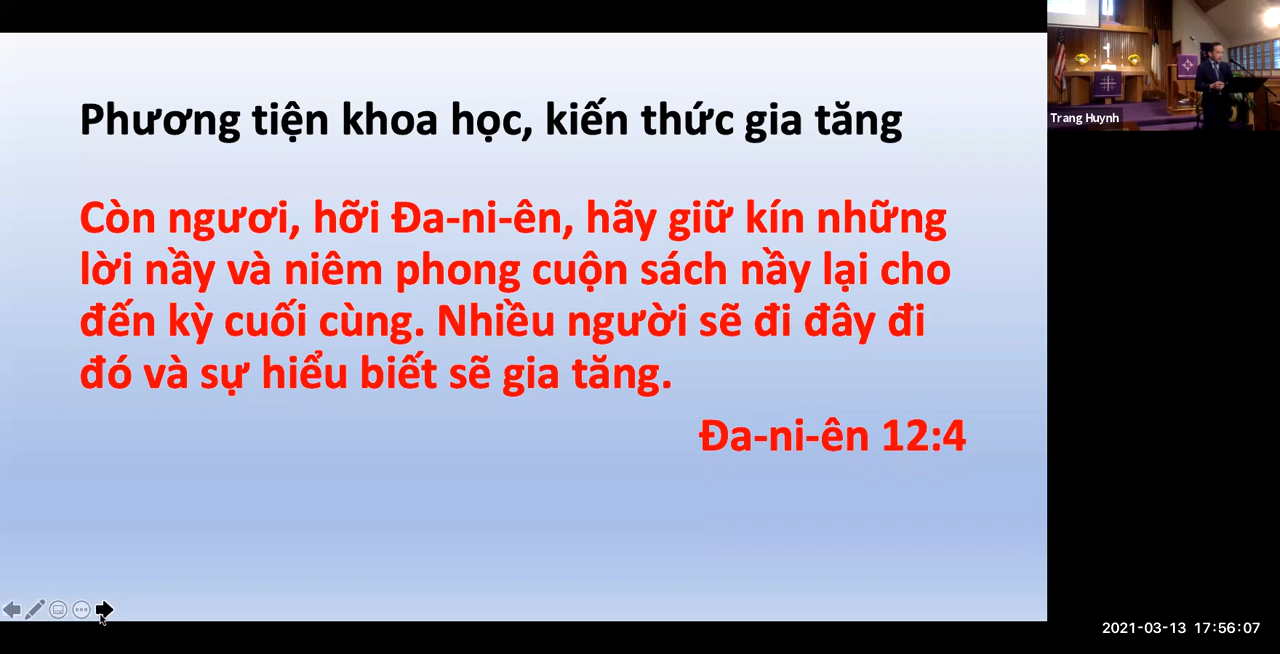 Phương tiện khoa học, kiến thức gia tăng
Còn ngươi, hỡi Đa-ni-ên, hãy giữ kín những
lời nầy và niêm phong cuộn sách nầy lại cho
đến kỳ cuối cùng. Nhiều người sẽ đi đây đi
đó và sự hiểu biết sẽ gia tăng.
Đa-ni-ên 12:4
Trang Huynh
2021-03-13 17:56:07